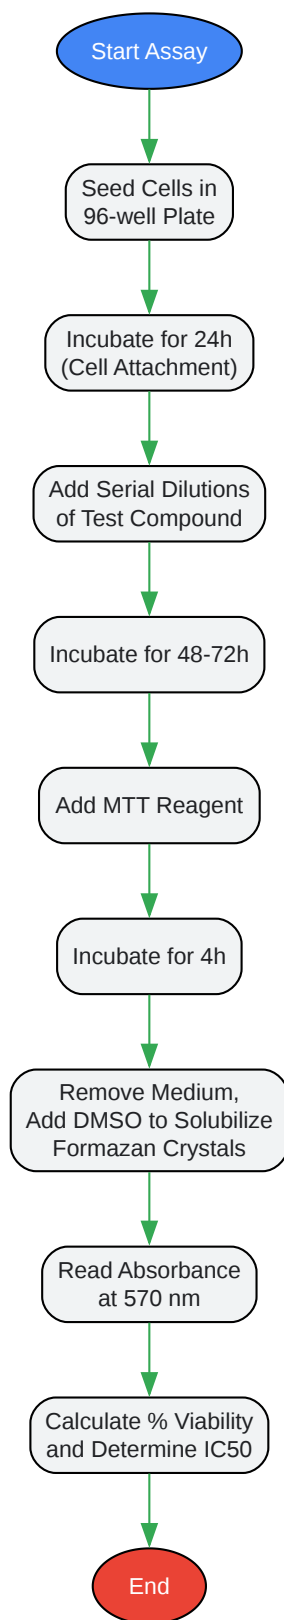 Start Assay
Seed Cells in
96-well Plate
Incubate for 24h
(Cell Attachment)
Add Serial Dilutions
of Test Compound
Incubate for 48-72h
Add MTT Reagent
Incubate for 4h
Remove Medium,
Add DMSO to Solubilize
Formazan Crystals
Read Absorbance
at 570 nm
Calculate % Viability
and Determine IC50
End